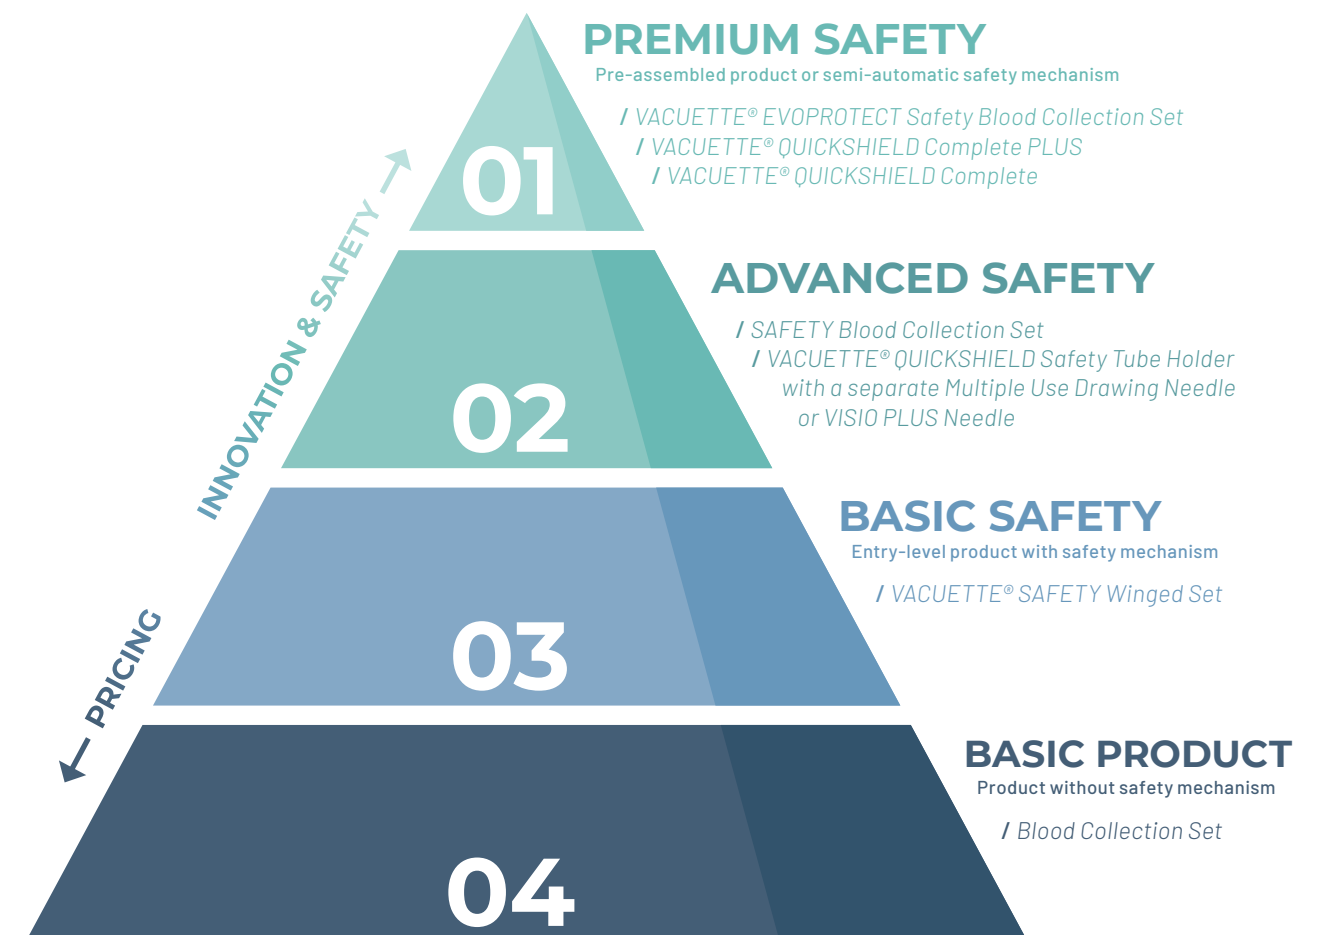 PREMIUM SAFETY
Pre-assembled product or semi-automatic safety mechanism
/ VACUETTE® EVOPROTECT Safety Blood Collection Set
/ VACUETTE® QUICKSHIELD Complete PLUS
/ VACUETTE® QUICKSHIELD Complete
01
INNOVATION & SAFETY
ADVANCED SAFETY
/ SAFETY Blood Collection Set
/ VACUETTE® QUICKSHIELD Safety Tube Holder
with a separate Multiple Use Drawing Needle
or VISIO PLUS Needle
02
BASIC SAFETY
Entry-level product with safety mechanism
/ VACUETTE® SAFETY Winged Set
03
PRICING
BASIC PRODUCT
Product without safety mechanism
/ Blood Collection Set
04